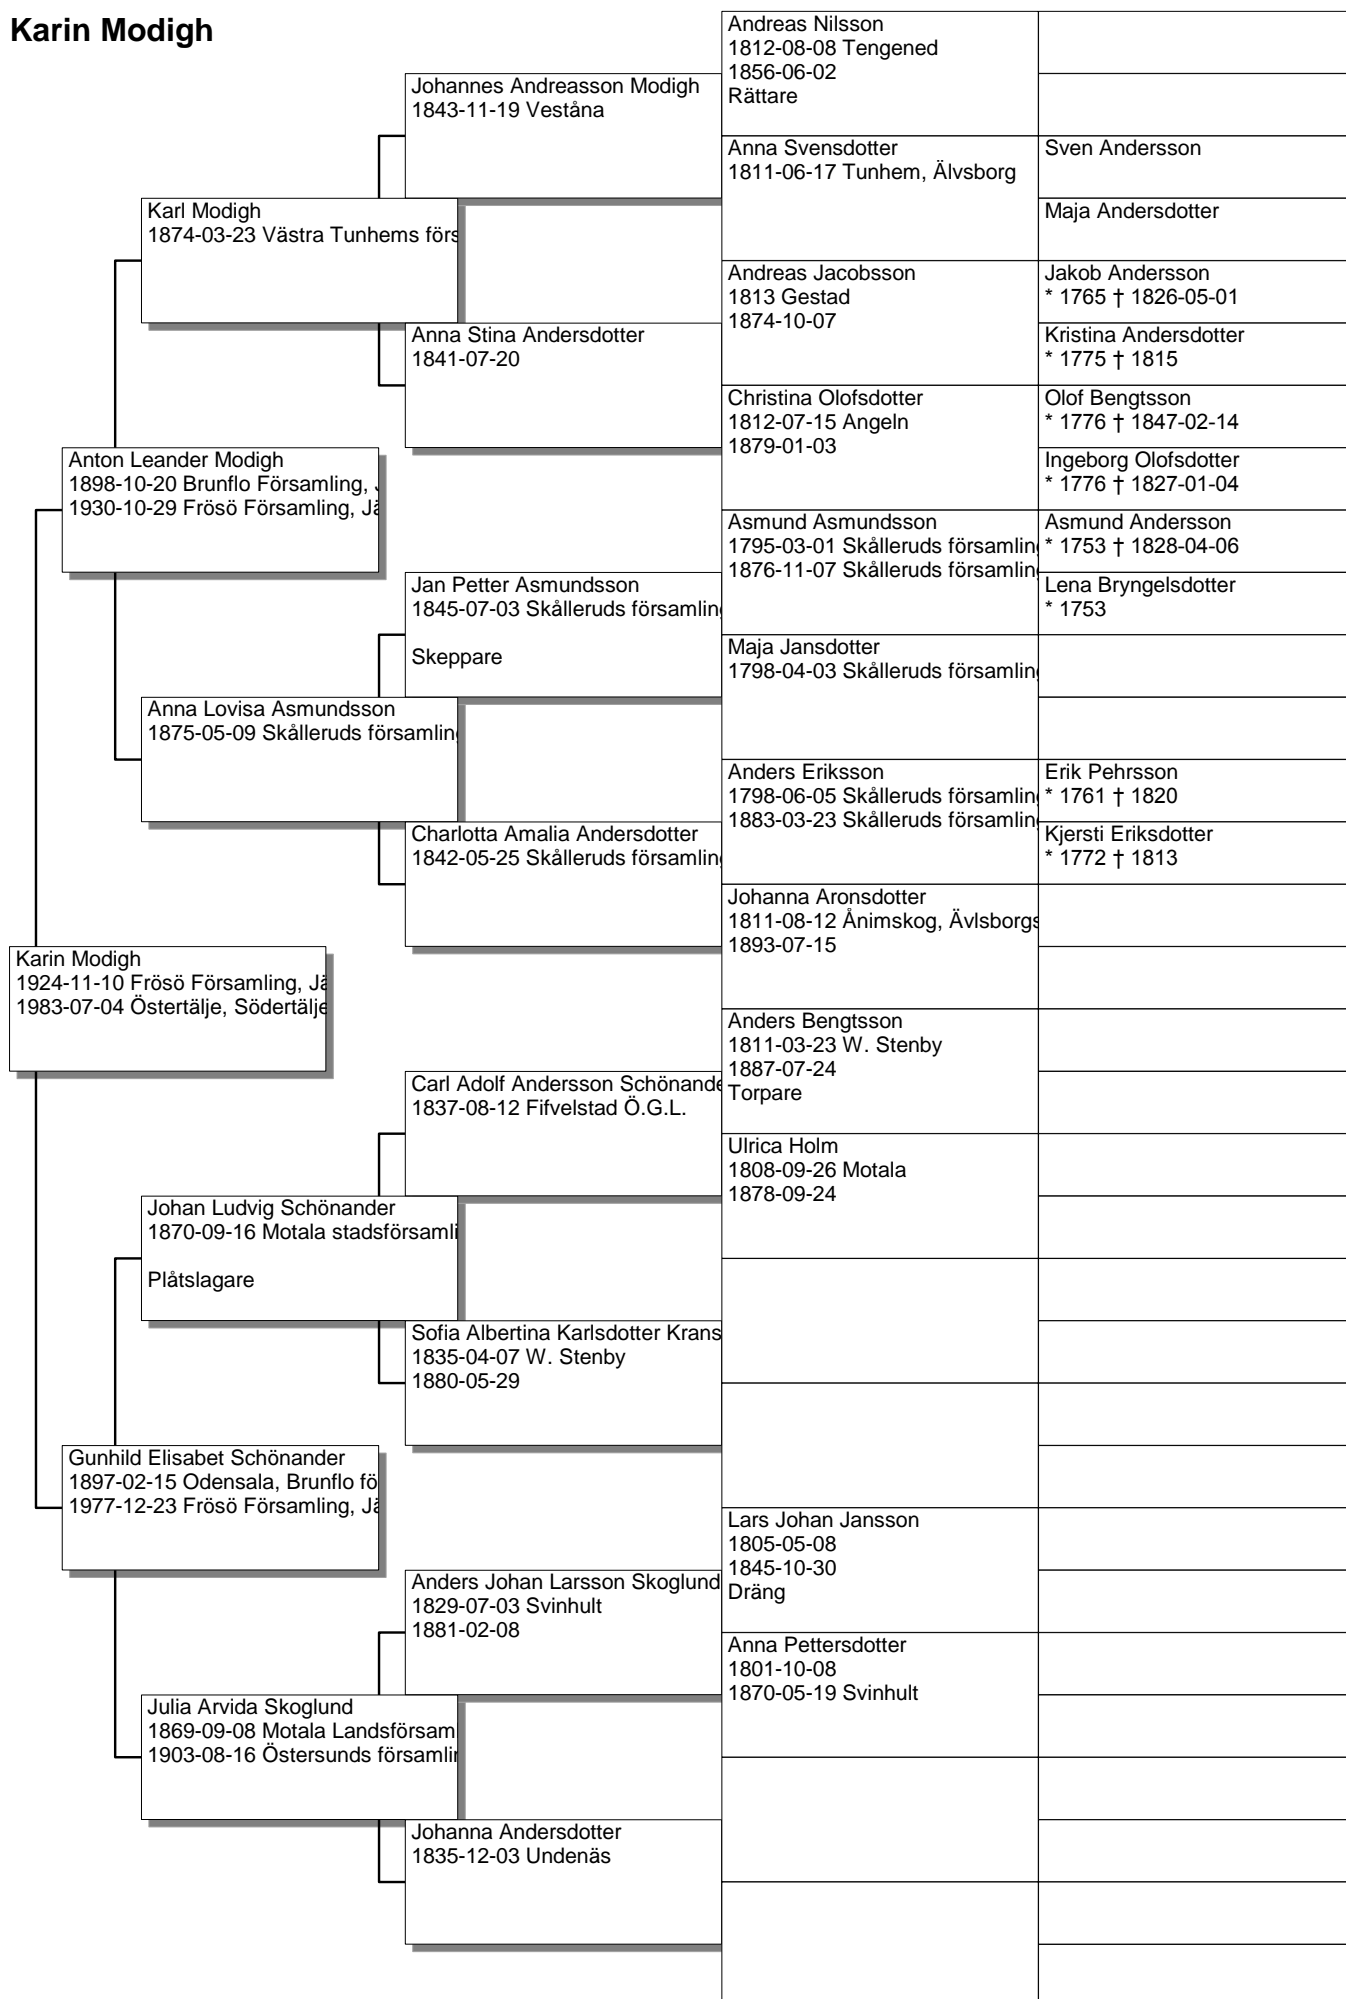 Karin Modigh
Karin Modigh
1924-11-10 Frösö Församling, Jä
1983-07-04 Östertälje, Södertälje
Anton Leander Modigh
1898-10-20 Brunflo Församling, J
1930-10-29 Frösö Församling, Jä
Gunhild Elisabet Schönander
1897-02-15 Odensala, Brunflo fö
1977-12-23 Frösö Församling, Jä
Karl Modigh
1874-03-23 Västra Tunhems förs
Anna Lovisa Asmundsson
1875-05-09 Skålleruds församling
Johan Ludvig Schönander
1870-09-16 Motala stadsförsamli
Plåtslagare
Julia Arvida Skoglund
1869-09-08 Motala Landsförsam
1903-08-16 Östersunds församlin
Johannes Andreasson Modigh
1843-11-19 Veståna
Anna Stina Andersdotter
1841-07-20
Jan Petter Asmundsson
1845-07-03 Skålleruds församling
Skeppare
Charlotta Amalia Andersdotter
1842-05-25 Skålleruds församling
Carl Adolf Andersson Schönande
1837-08-12 Fifvelstad Ö.G.L.
Sofia Albertina Karlsdotter Krans
1835-04-07 W. Stenby
1880-05-29
Anders Johan Larsson Skoglund
1829-07-03 Svinhult
1881-02-08
Johanna Andersdotter
1835-12-03 Undenäs
Andreas Nilsson
1812-08-08 Tengened
1856-06-02
Rättare
Anna Svensdotter
1811-06-17 Tunhem, Älvsborg
Andreas Jacobsson
1813 Gestad
1874-10-07
Christina Olofsdotter
1812-07-15 Angeln
1879-01-03
Asmund Asmundsson
1795-03-01 Skålleruds församling
1876-11-07 Skålleruds församling
Maja Jansdotter
1798-04-03 Skålleruds församling
Anders Eriksson
1798-06-05 Skålleruds församling
1883-03-23 Skålleruds församling
Johanna Aronsdotter
1811-08-12 Ånimskog, Ävlsborgs
1893-07-15
Anders Bengtsson
1811-03-23 W. Stenby
1887-07-24
Torpare
Ulrica Holm
1808-09-26 Motala
1878-09-24
Lars Johan Jansson
1805-05-08
1845-10-30
Dräng
Anna Pettersdotter
1801-10-08
1870-05-19 Svinhult
Sven Andersson
Maja Andersdotter
Jakob Andersson
* 1765 † 1826-05-01
Kristina Andersdotter
* 1775 † 1815
Olof Bengtsson
* 1776 † 1847-02-14
Ingeborg Olofsdotter
* 1776 † 1827-01-04
Asmund Andersson
* 1753 † 1828-04-06
Lena Bryngelsdotter
* 1753
Erik Pehrsson
* 1761 † 1820
Kjersti Eriksdotter
* 1772 † 1813